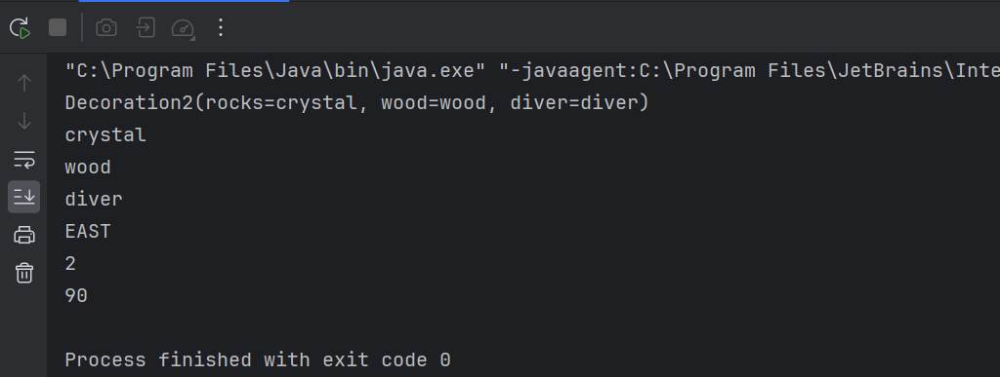 "C:\Program Files\Java\bin\java.exe" "-javaagent:C:\Program Files\JetBrains\Inte
Decoration2(rocks=crystal, wood=wood, diver=diver)
crystal
wood
diver
EAST
2
90
Process finished with exit code 0